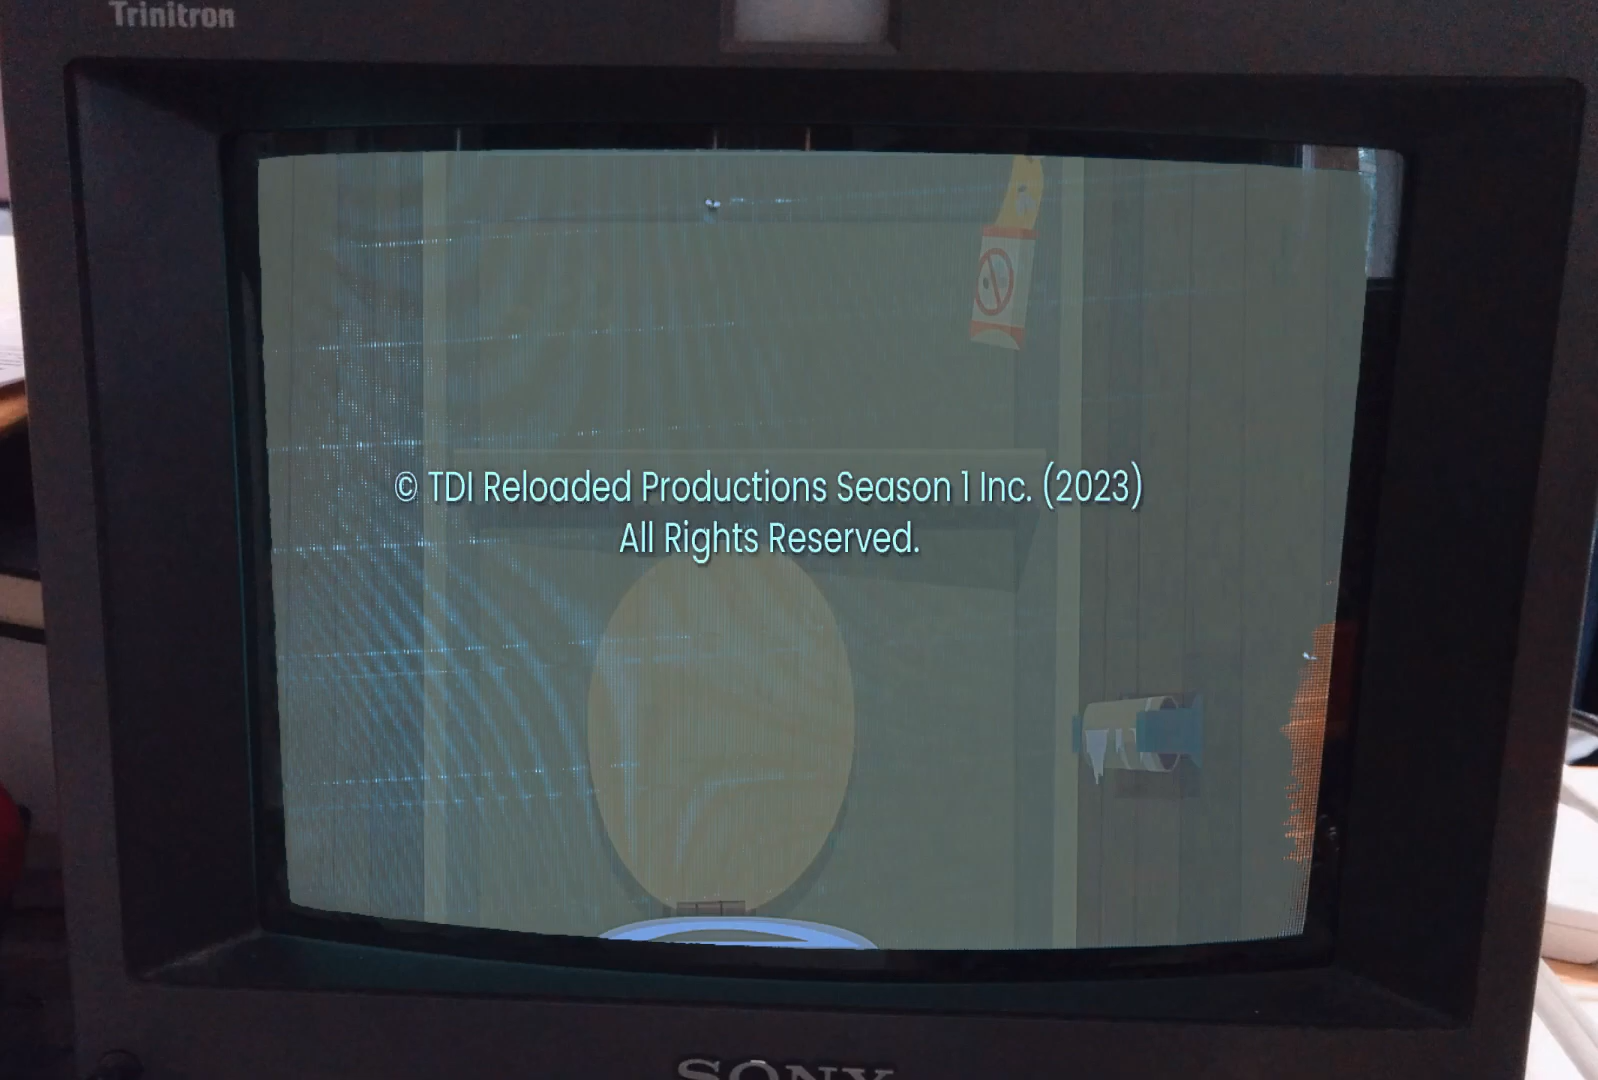 Trinitron
© TDI Reloaded Productions Season 1 Inc. (2023)
All Rights Reserved.
SONY